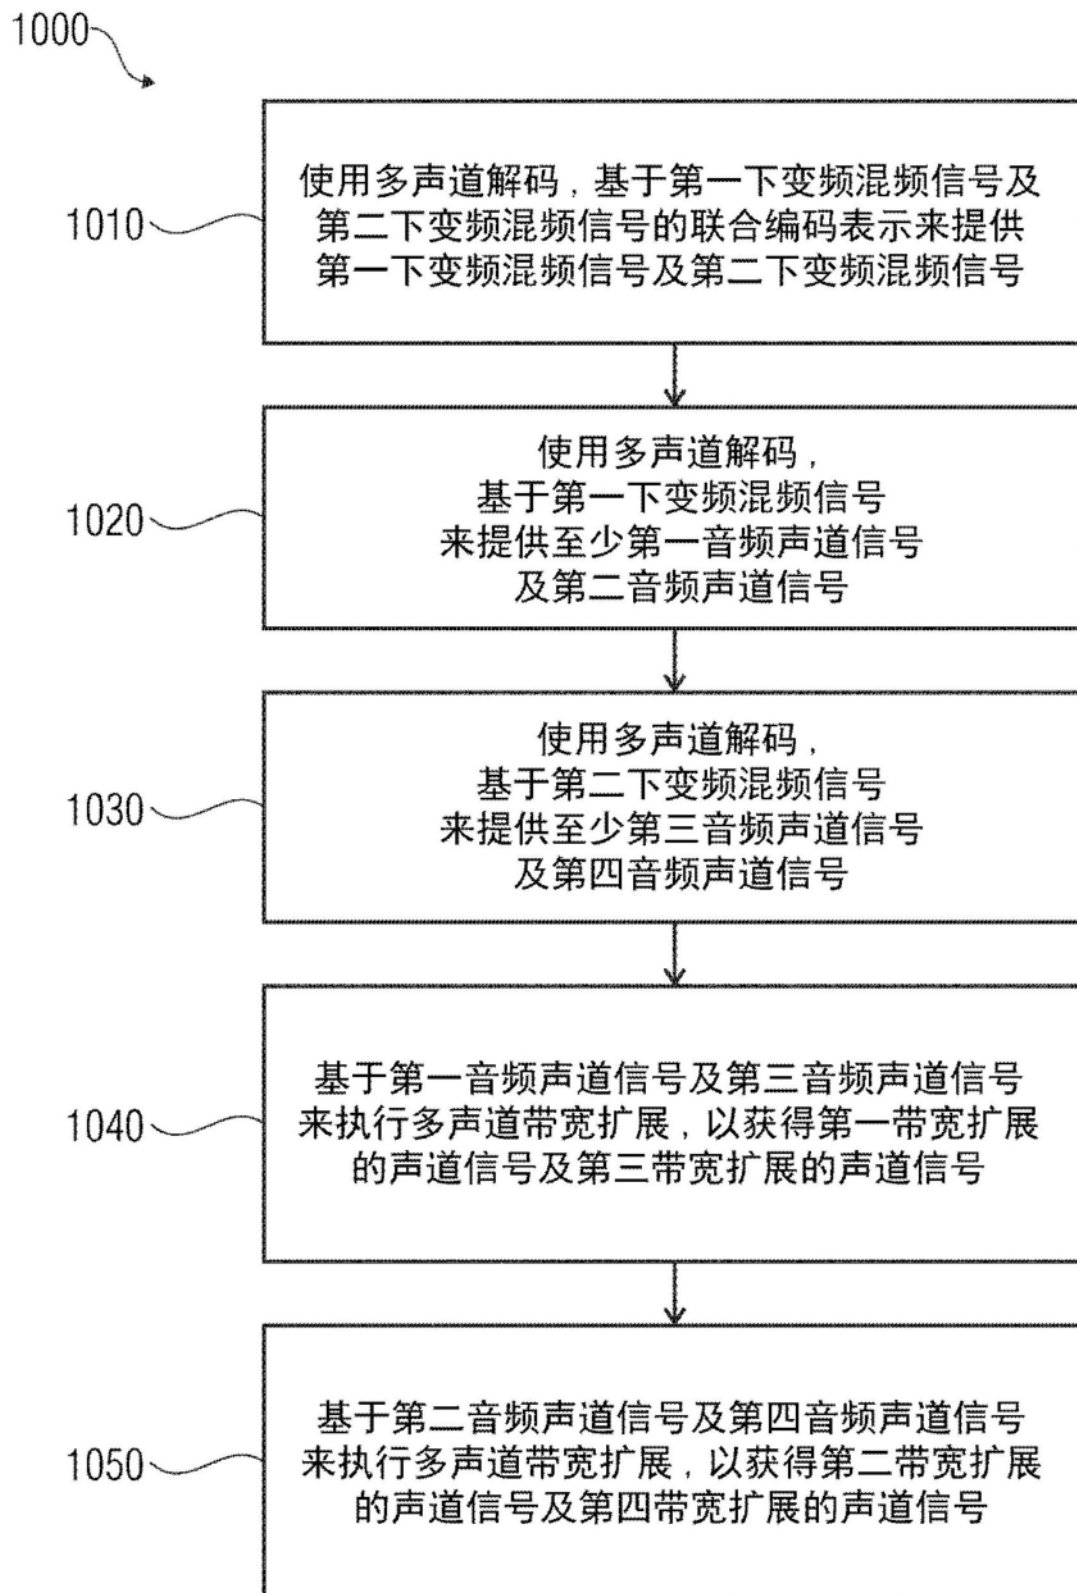 1000
使用多声道解码，基于第一下变频混频信号及
1010
第二下变频混频信号的联合编码表示来提供
第一下变频混频信号及第二下变频混频信号
使用多声道解码，
基于第一下变频混频信号
1020
来提供至少第一音频声道信号
及第二音频声道信号
使用多声道解码，
基于第二下变频混频信号
1030
来提供至少第三音频声道信号
及第四音频声道信号
基于第一音频声道信号及第三音频声道信号
1040
来执行多声道带宽扩展，以获得第一带宽扩展
的声道信号及第三带宽扩展的声道信号
基于第二音频声道信号及第四音频声道信号
1050
来执行多声道带宽扩展，以获得第二带宽扩展
的声道信号及第四带宽扩展的声道信号